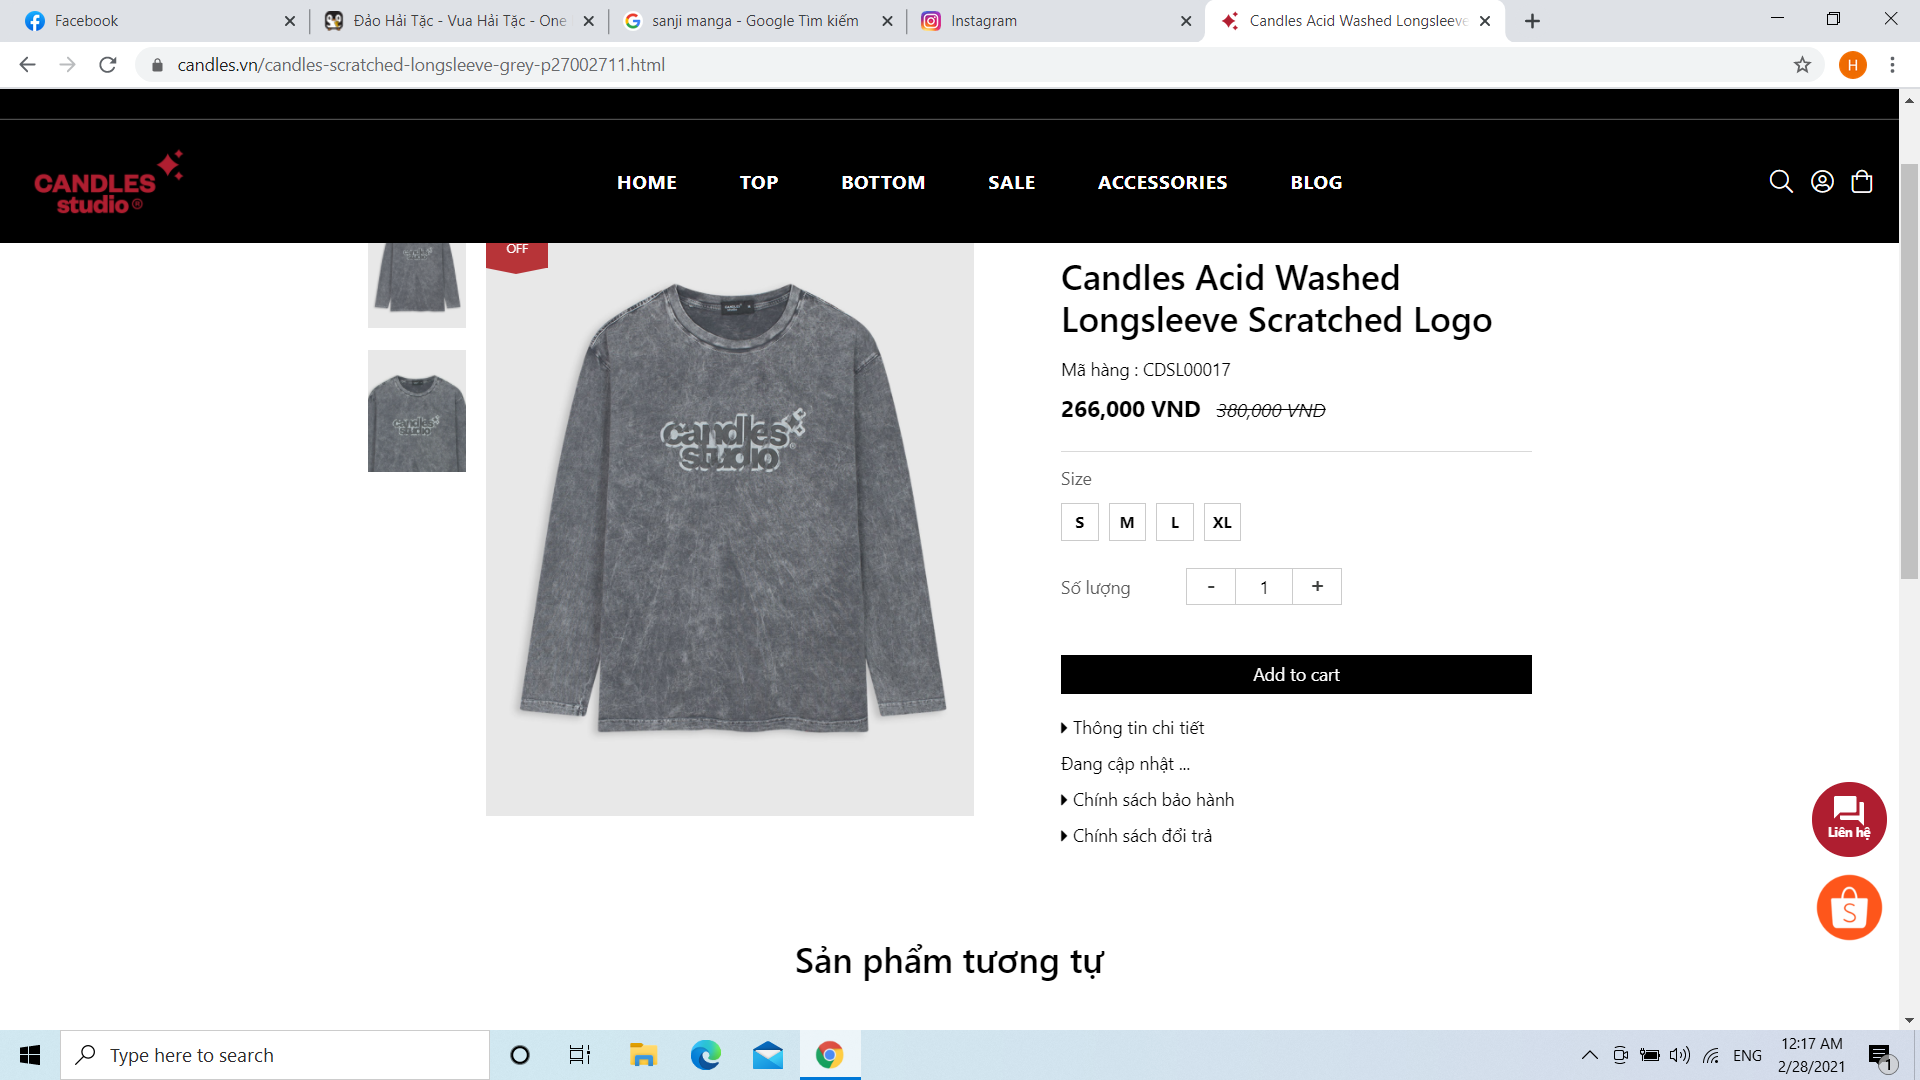 Facebook
Đảo Hải Tặc - Vua Hải Tặc - One
sanji manga - Google Tìm kiếm
Instagram
Candles Acid Washed Longsleeve
candles.vn/candles-scratched-longsleeve-grey-p27002711.html
H
CANDLES
studio®
HOME
TOP
BOTTOM
SALE
ACCESSORIES
BLOG
OFF
candles
studio
Candles Acid Washed
Longsleeve Scratched Logo
Mã hàng : CDSL00017
266,000 VND 380,000 VND
Size
S M L XL
Số lượng - 1 +
Add to cart
Thông tin chi tiết
Đang cập nhật ...
Chính sách bảo hành
Chính sách đổi trả
Liên hệ
S
Sản phẩm tương tự
Type here to search
ENG
12:17 AM
2/28/2021
1